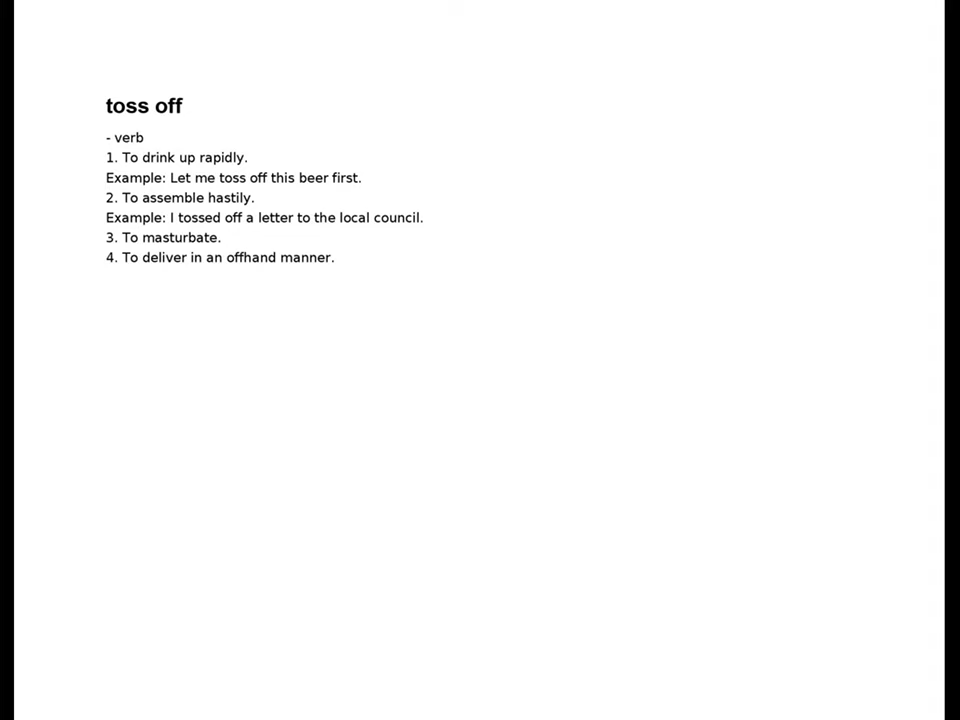 toss off
- verb
1. To drink up rapidly.
Example: Let me toss off this beer first.
2. To assemble hastily.
Example: I tossed off a letter to the local council.
3. To masturbate.
4. To deliver in an offhand manner.